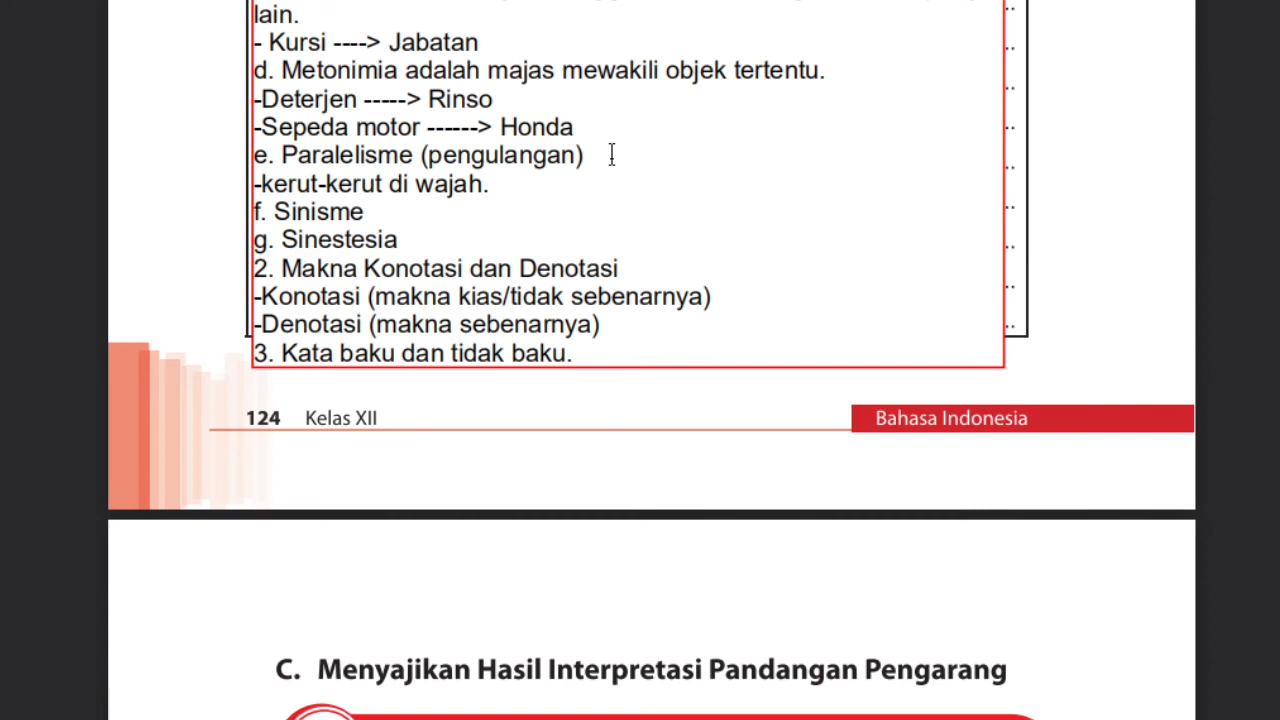 lain.
- Kursi ----> Jabatan
d. Metonimia adalah majas mewakili objek tertentu.
-Deterjen -----> Rinso
-Sepeda motor ------> Honda
e. Paralelisme (pengulangan)
-kerut-kerut di wajah.
f. Sinisme
g. Sinestesia
2. Makna Konotasi dan Denotasi
-Konotasi (makna kias/tidak sebenarnya)
-Denotasi (makna sebenarnya)
3. Kata baku dan tidak baku.
124 Kelas XII
Bahasa Indonesia
C. Menyajikan Hasil Interpretasi Pandangan Pengarang